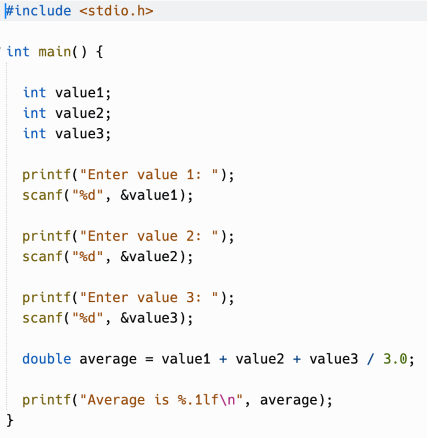 #include <stdio.h>
int main() {
int value1;
int value2;
int value3;
printf("Enter value 1: ");
scanf("%d", &value1);
printf("Enter value 2: ");
scanf("%d", &value2);
printf("Enter value 3: ");
scanf("%d", &value3);
double average = value1 + value2 + value3 / 3.0;
printf("Average is %.1lf\n", average);
}